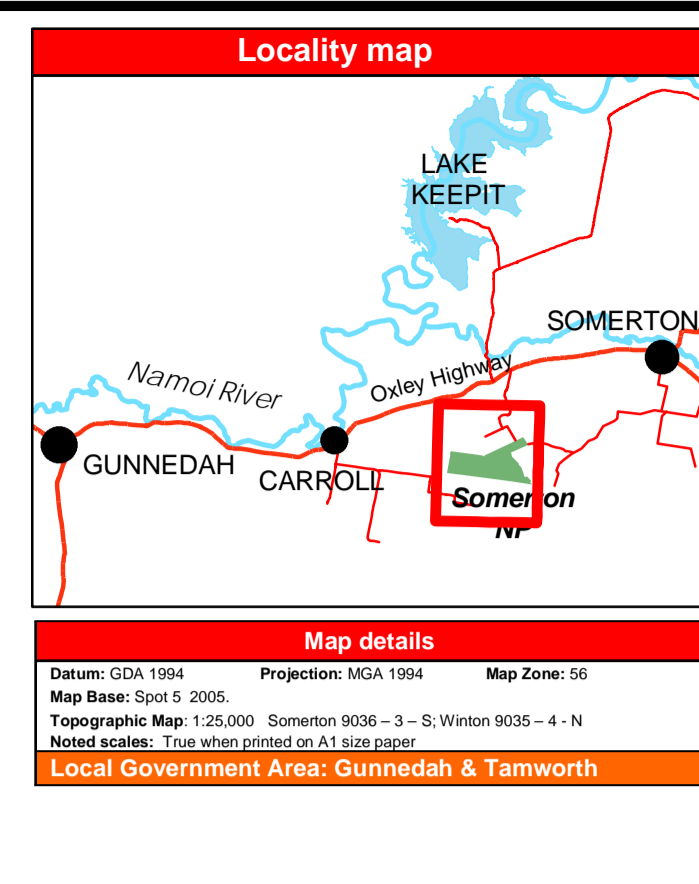 Locality map
LAKE
KEEPIT
SOMERTON
Oxley Highway
Namoi River
GUNNEDAH
CARROLL
Somerton
NP
Map details
Datum: GDA 1994 Projection: MGA 1994 Map Zone: 56
Map Base: Spot 5 2005.
Topographic Map: 1:25,000 Somerton 9036 – 3 – S; Winton 9035 – 4 - N
Noted scales: True when printed on A1 size paper
Local Government Area: Gunnedah & Tamworth